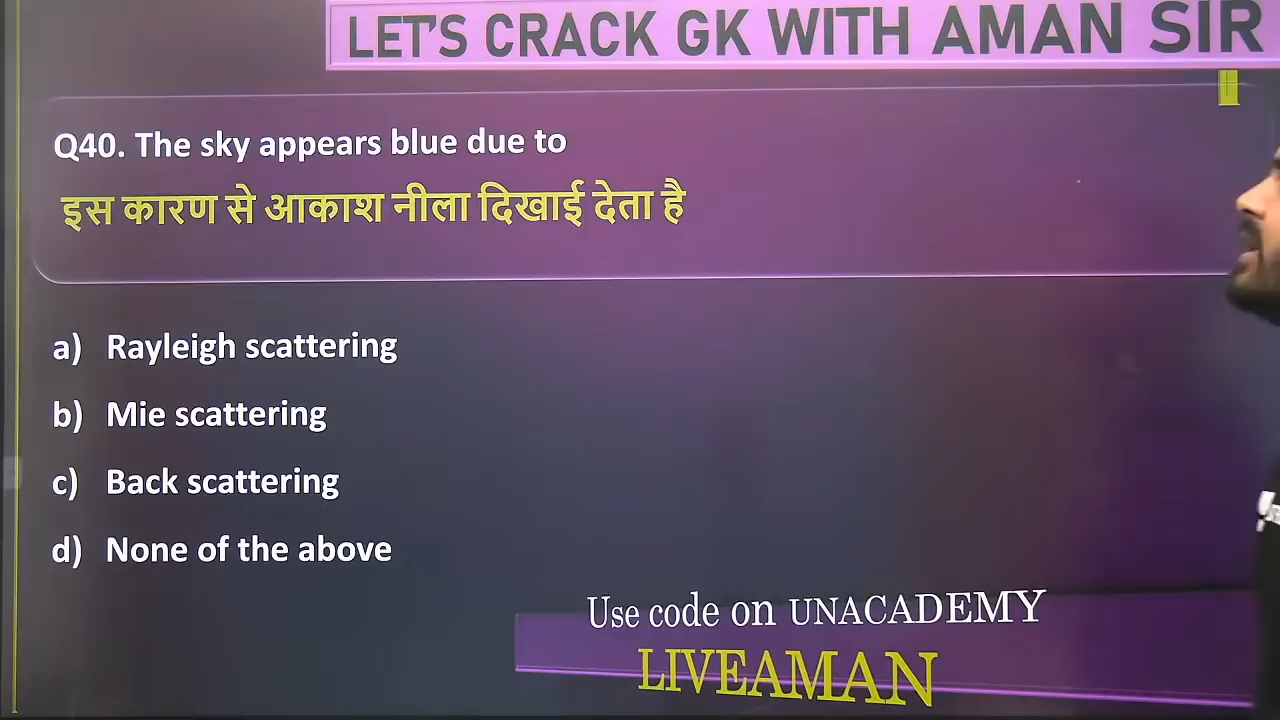 LET'S CRACK GK WITH AMAN SIR
Q40. The sky appears blue due to
इस कारण से आकाश नीला दिखाई देता है
a) Rayleigh scattering
b) Mie scattering
c) Back scattering
d) None of the above
Use code on UNACADEMY
LIVEAMAN